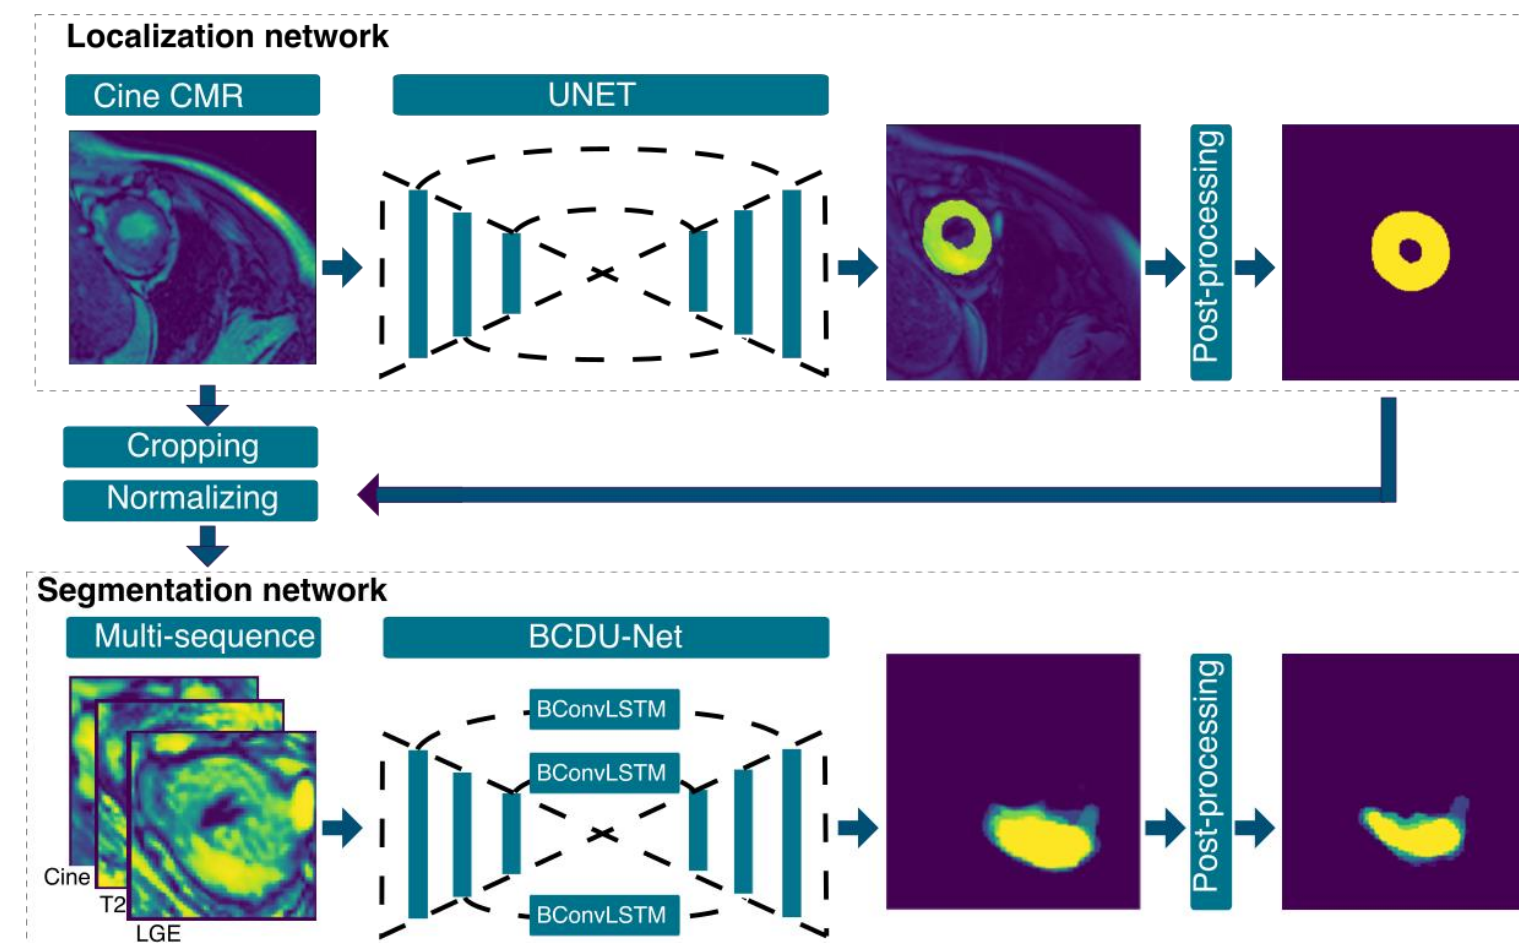 Localization network
Cine CMR
UNET
Post-processing
Cropping
Normalizing
Segmentation network
Multi-sequence
BCDU-Net
BConvLSTM
BConvLSTM
BConvLSTM
Post-processing
Cine
T2
LGE